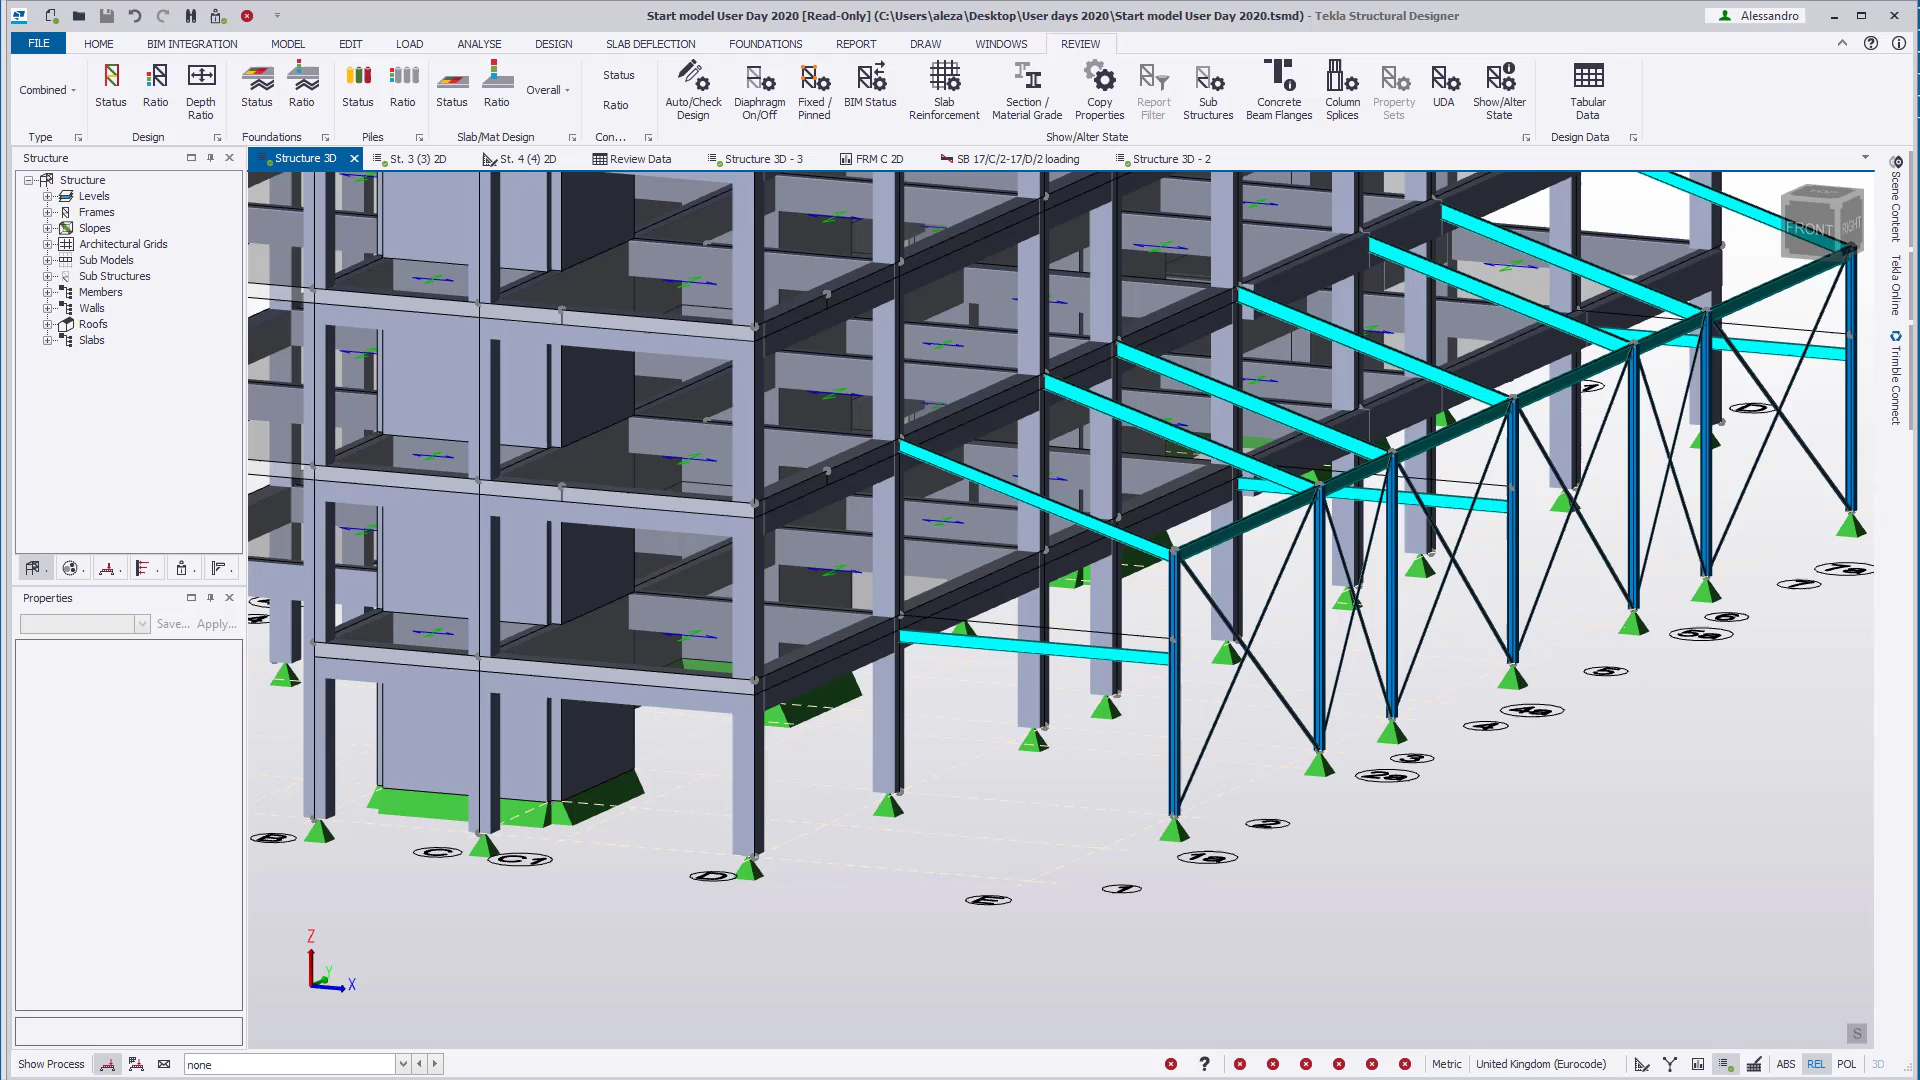 Start model User Day 2020 [Read-Only] (C:\Users\aleza\Desktop\User days 2020\Start model User Day 2020.tsmd) - Tekla Structural Designer
Alessandro
FILE HOME BIM INTEGRATION MODEL EDIT LOAD ANALYSE DESIGN SLAB DEFLECTION FOUNDATIONS REPORT DRAW WINDOWS REVIEW
Combined
Status
Ratio
Depth
Ratio
Status
Ratio
Status
Ratio
Status
Ratio
Overall
Status
Ratio
Auto/Check
Design
Diaphragm
On/Off
Fixed /
Pinned
BIM Status
Slab
Reinforcement
Section /
Material Grade
Copy
Properties
Report
Filter
Sub
Structures
Concrete
Beam Flanges
Column
Splices
Property
Sets
UDA
Show/Alter
State
Tabular
Data
Type Design Foundations Piles Slab/Mat Design Con... Show/Alter State Design Data
Structure
Structure 3D St. 3 (3) 2D St. 4 (4) 2D Review Data Structure 3D - 3 FRM C 2D SB 17/C/2-17/D/2 loading Structure 3D - 2
Structure
Levels
Frames
Slopes
Architectural Grids
Sub Models
Sub Structures
Members
Walls
Roofs
Slabs
Properties
Save... Apply...
TOP
FRONT
RIGHT
Scene Content
Tekla Online
Trimble Connect
1
D
7a
7
6
5a
5
4a
4
3
2a
2
1a
1
E
D
C1
C
B
4
Z
Y
X
S
Show Process none ? Metric United Kingdom (Eurocode) ABS REL POL 3D